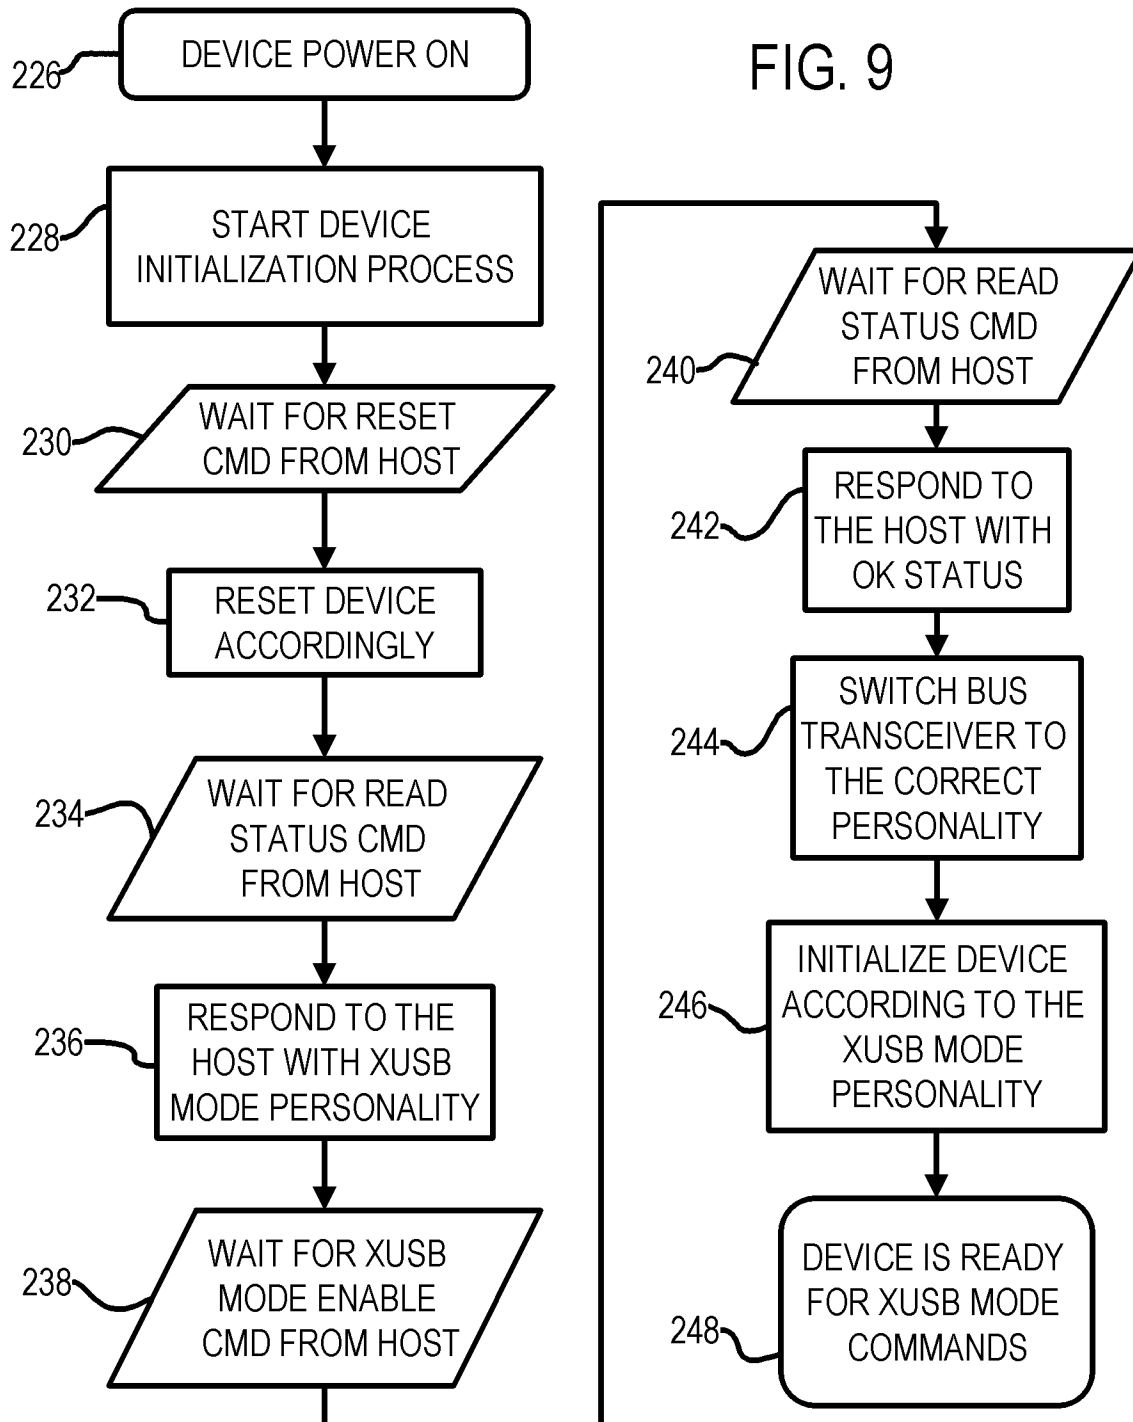 FIG. 9
226
DEVICE POWER ON
228
START DEVICE
INITIALIZATION PROCESS
230
WAIT FOR RESET
CMD FROM HOST
232
RESET DEVICE
ACCORDINGLY
234
WAIT FOR READ
STATUS CMD
FROM HOST
236
RESPOND TO THE
HOST WITH XUSB
MODE PERSONALITY
238
WAIT FOR XUSB
MODE ENABLE
CMD FROM HOST
240
WAIT FOR READ
STATUS CMD
FROM HOST
242
RESPOND TO
THE HOST WITH
OK STATUS
244
SWITCH BUS
TRANSCEIVER TO
THE CORRECT
PERSONALITY
246
INITIALIZE DEVICE
ACCORDING TO THE
XUSB MODE
PERSONALITY
248
DEVICE IS READY
FOR XUSB MODE
COMMANDS